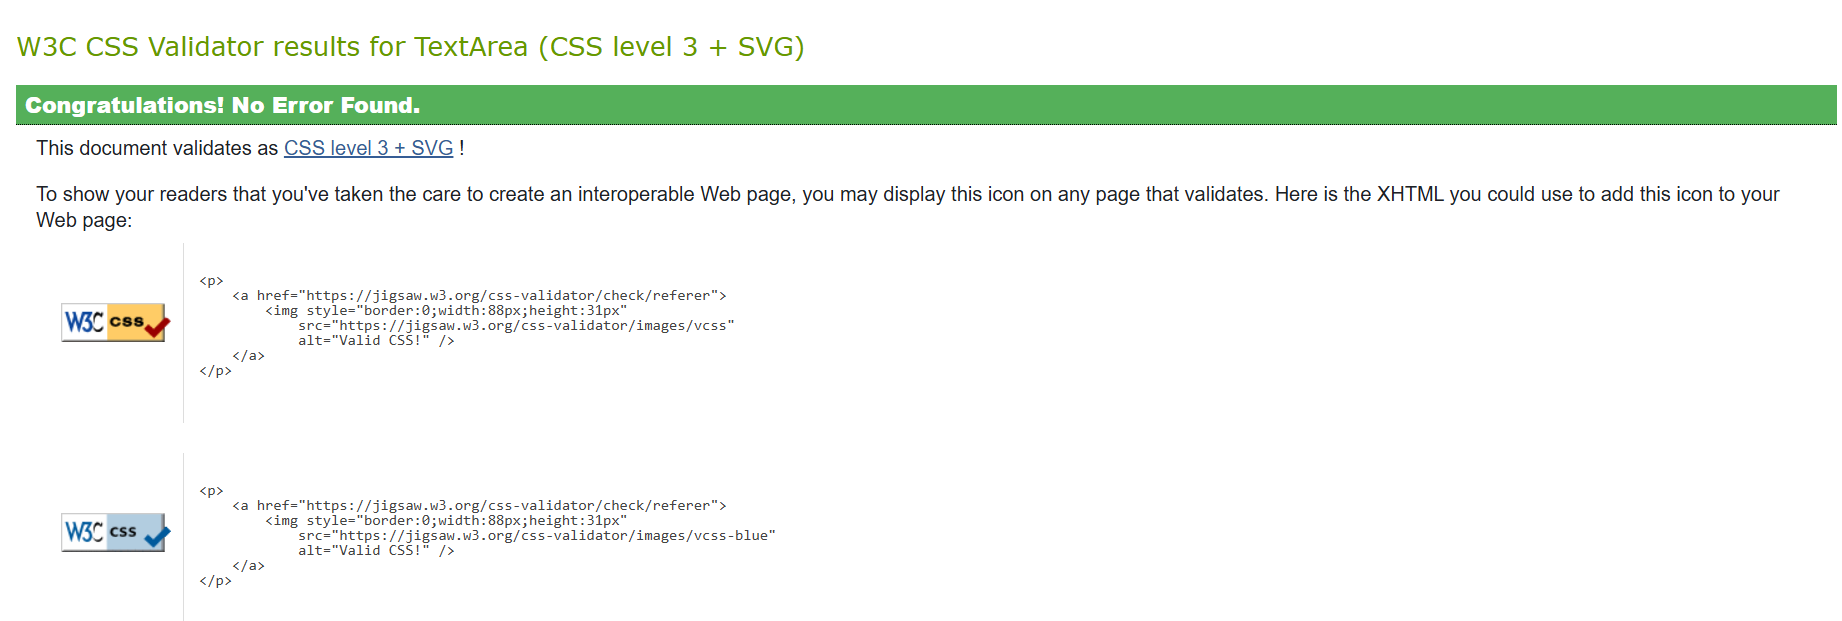 W3C CSS Validator results for TextArea (CSS level 3 + SVG)
Congratulations! No Error Found.
This document validates as CSS level 3 + SVG !
To show your readers that you've taken the care to create an interoperable Web page, you may display this icon on any page that validates. Here is the XHTML you could use to add this icon to your
Web page:
W3C css
<p>
    <a href="https://jigsaw.w3.org/css-validator/check/referer">
        <img style="border:0;width:88px;height:31px"
            src="https://jigsaw.w3.org/css-validator/images/vcss"
            alt="Valid CSS!" />
    </a>
</p>
W3C css
<p>
    <a href="https://jigsaw.w3.org/css-validator/check/referer">
        <img style="border:0;width:88px;height:31px"
            src="https://jigsaw.w3.org/css-validator/images/vcss-blue"
            alt="Valid CSS!" />
    </a>
</p>